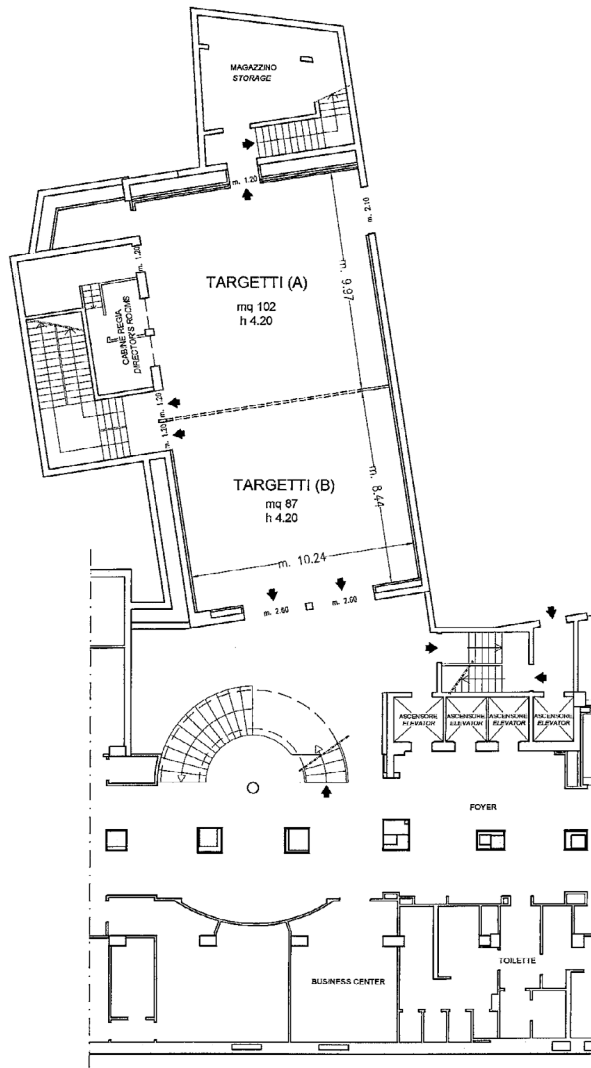 MAGAZZINO
STORAGE
m. 1.20
m. 2.10
m. 1.20
TARGETTI (A)
mq 102
h 4.20
m. 9.97
CABINE REGIA
DIRECTOR'S ROOMS
m. 1.20
m. 1.20
TARGETTI (B)
mq 87
h 4.20
m. 8.44
m. 10.24
m. 2.60
m. 2.60
ASCENSORE
ELEVATOR
ASCENSORE
ELEVATOR
ASCENSORE
ELEVATOR
ASCENSORE
ELEVATOR
FOYER
TOILETTE
BUSINESS CENTER